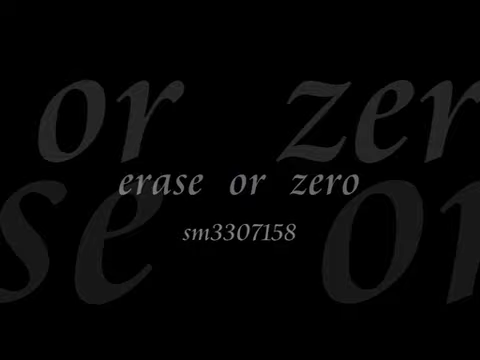 or zer
erase or zero
se or
sm3307158